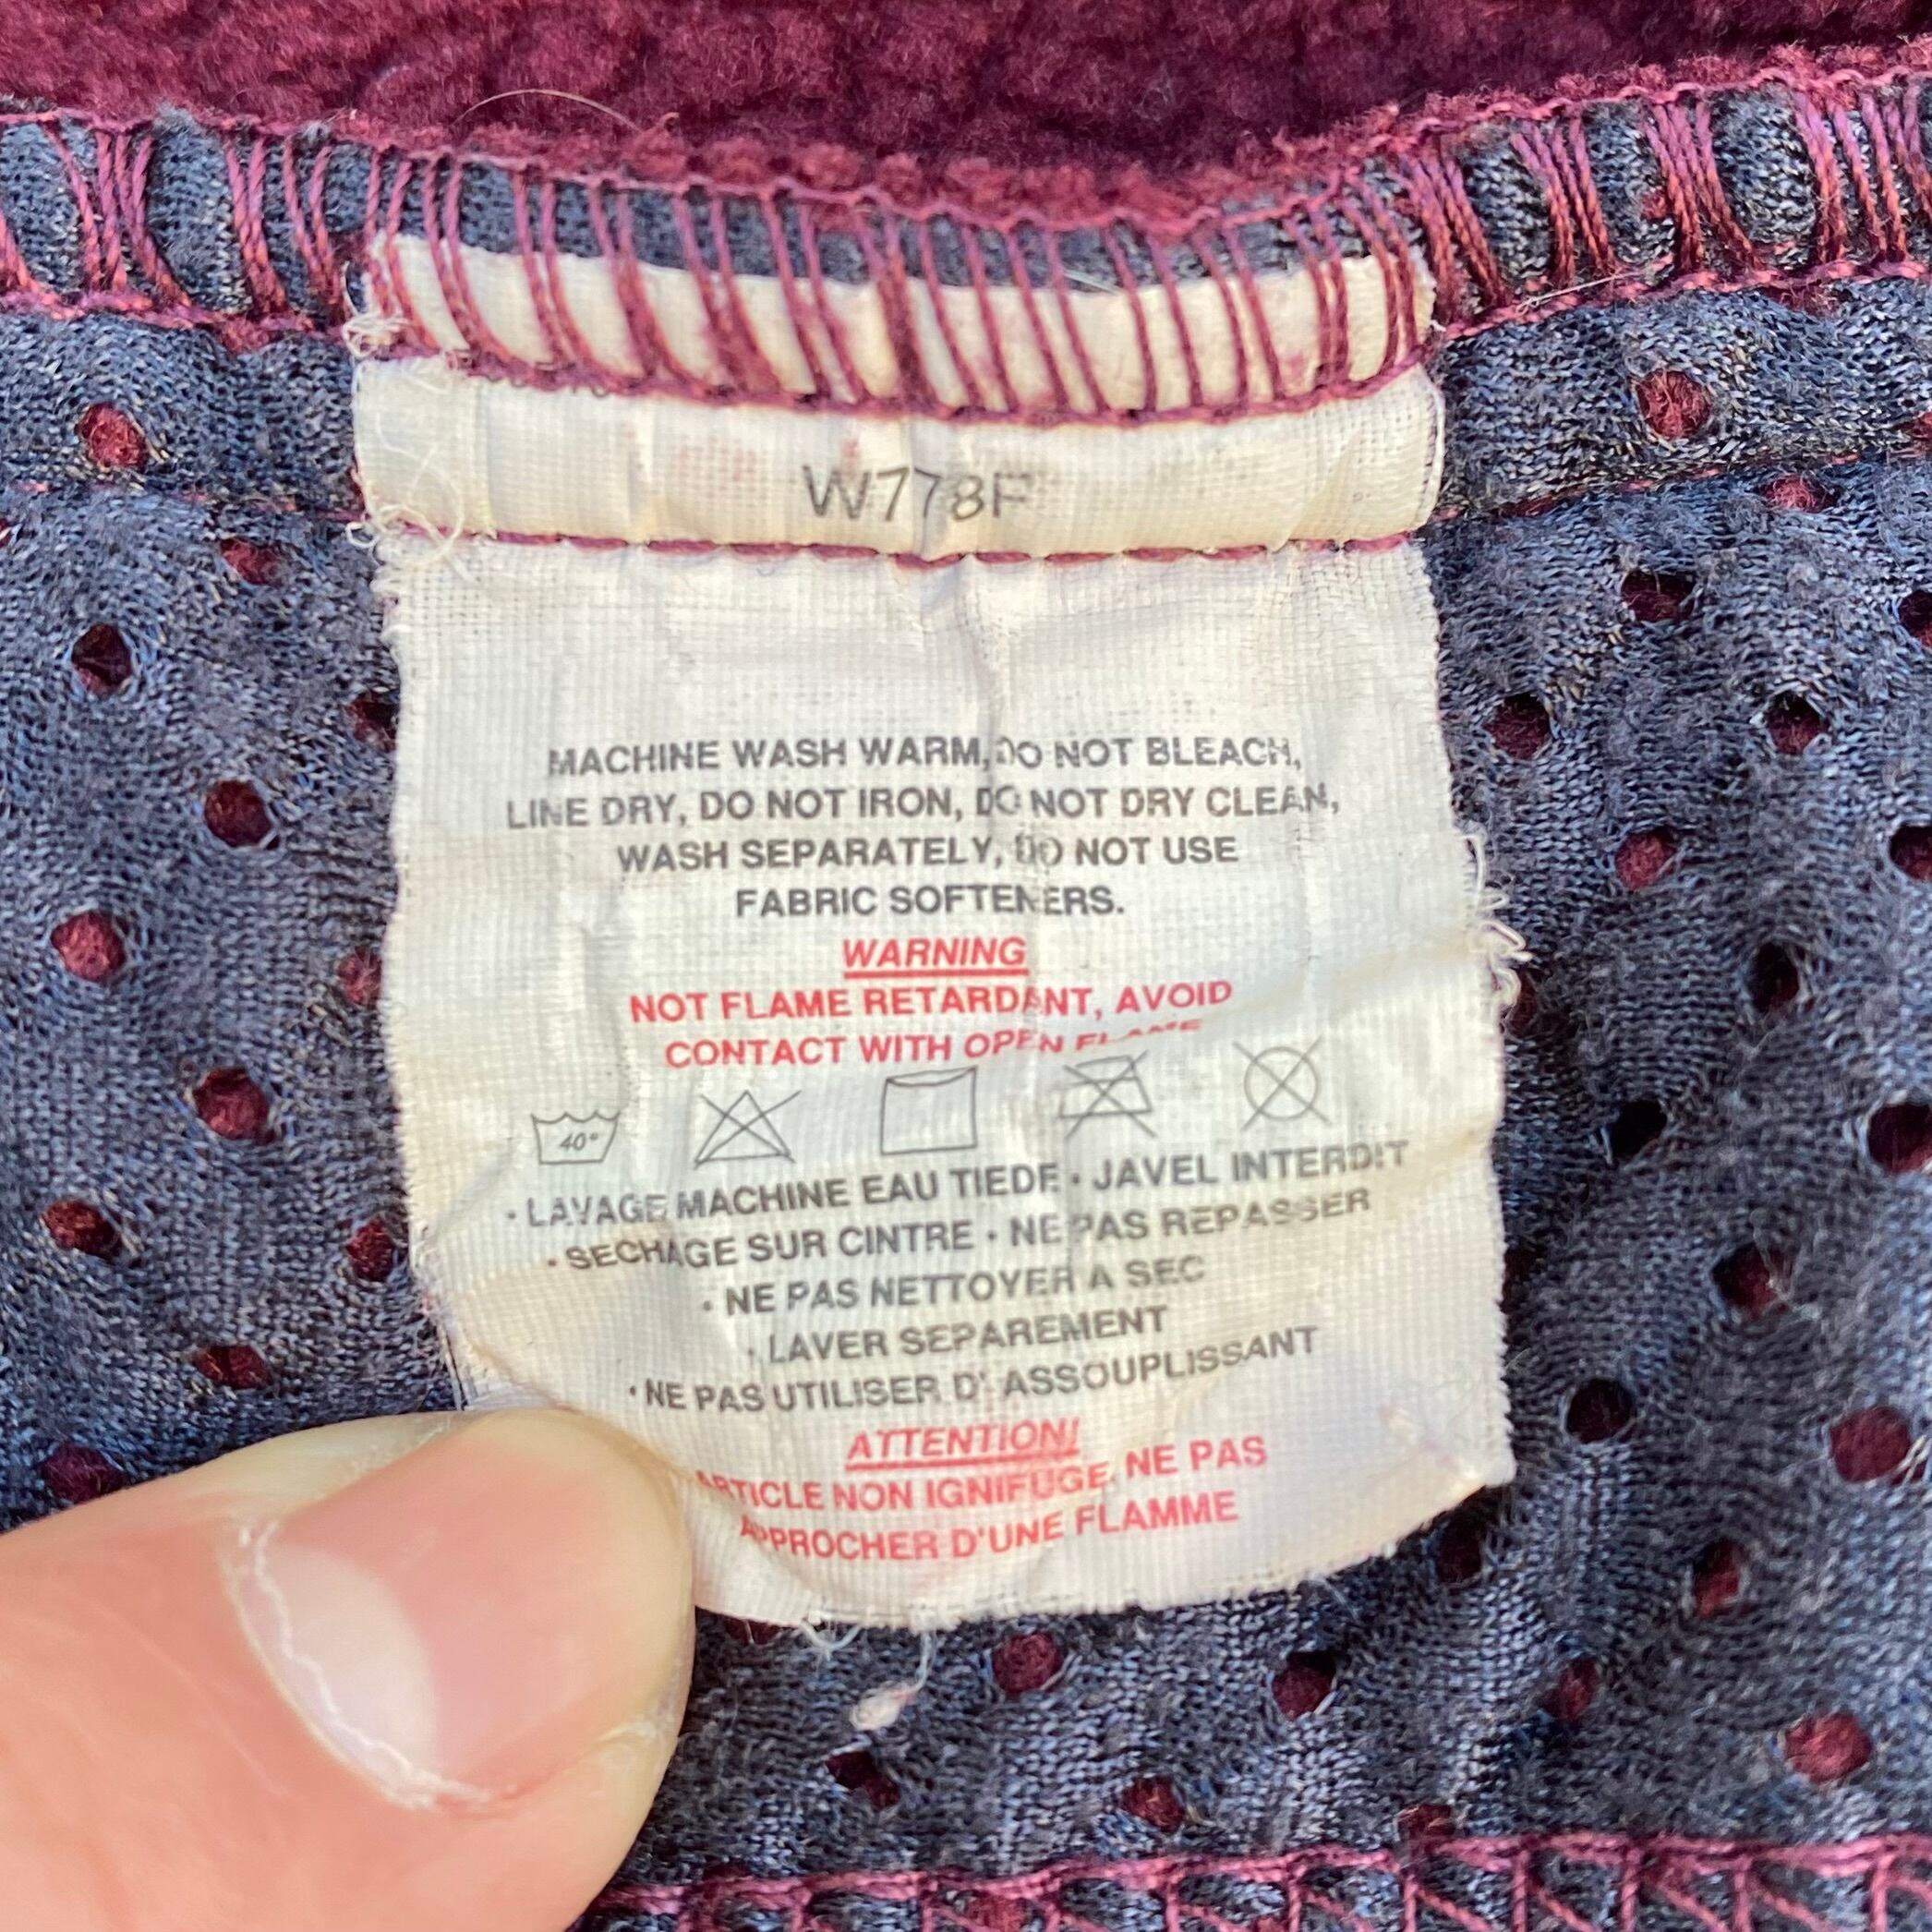 W778F
MACHINE WASH WARM, DO NOT BLEACH,
LINE DRY, DO NOT IRON, DO NOT DRY CLEAN,
WASH SEPARATELY, DO NOT USE
FABRIC SOFTENERS.
WARNING
NOT FLAME RETARDANT, AVOID
CONTACT WITH OPEN FLAME
40°
· LAVAGE MACHINE EAU TIEDE · JAVEL INTERDIT
· SECHAGE SUR CINTRE · NE PAS REPASSER
· NE PAS NETTOYER A SEC
· LAVER SEPAREMENT
· NE PAS UTILISER D' ASSOUPLISSANT
ATTENTION!
ARTICLE NON IGNIFUGE, NE PAS
APPROCHER D'UNE FLAMME